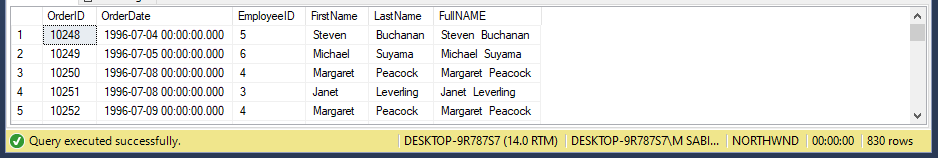 OrderID OrderDate EmployeeID FirstName LastName FullNAME
1 10248 1996-07-04 00:00:00.000 5 Steven Buchanan Steven  Buchanan
2 10249 1996-07-05 00:00:00.000 6 Michael Suyama Michael  Suyama
3 10250 1996-07-08 00:00:00.000 4 Margaret Peacock Margaret  Peacock
4 10251 1996-07-08 00:00:00.000 3 Janet Leverling Janet  Leverling
5 10252 1996-07-09 00:00:00.000 4 Margaret Peacock Margaret  Peacock
Query executed successfully. DESKTOP-9R787S7 (14.0 RTM) DESKTOP-9R787S7\M SABI... NORTHWND 00:00:00 830 rows